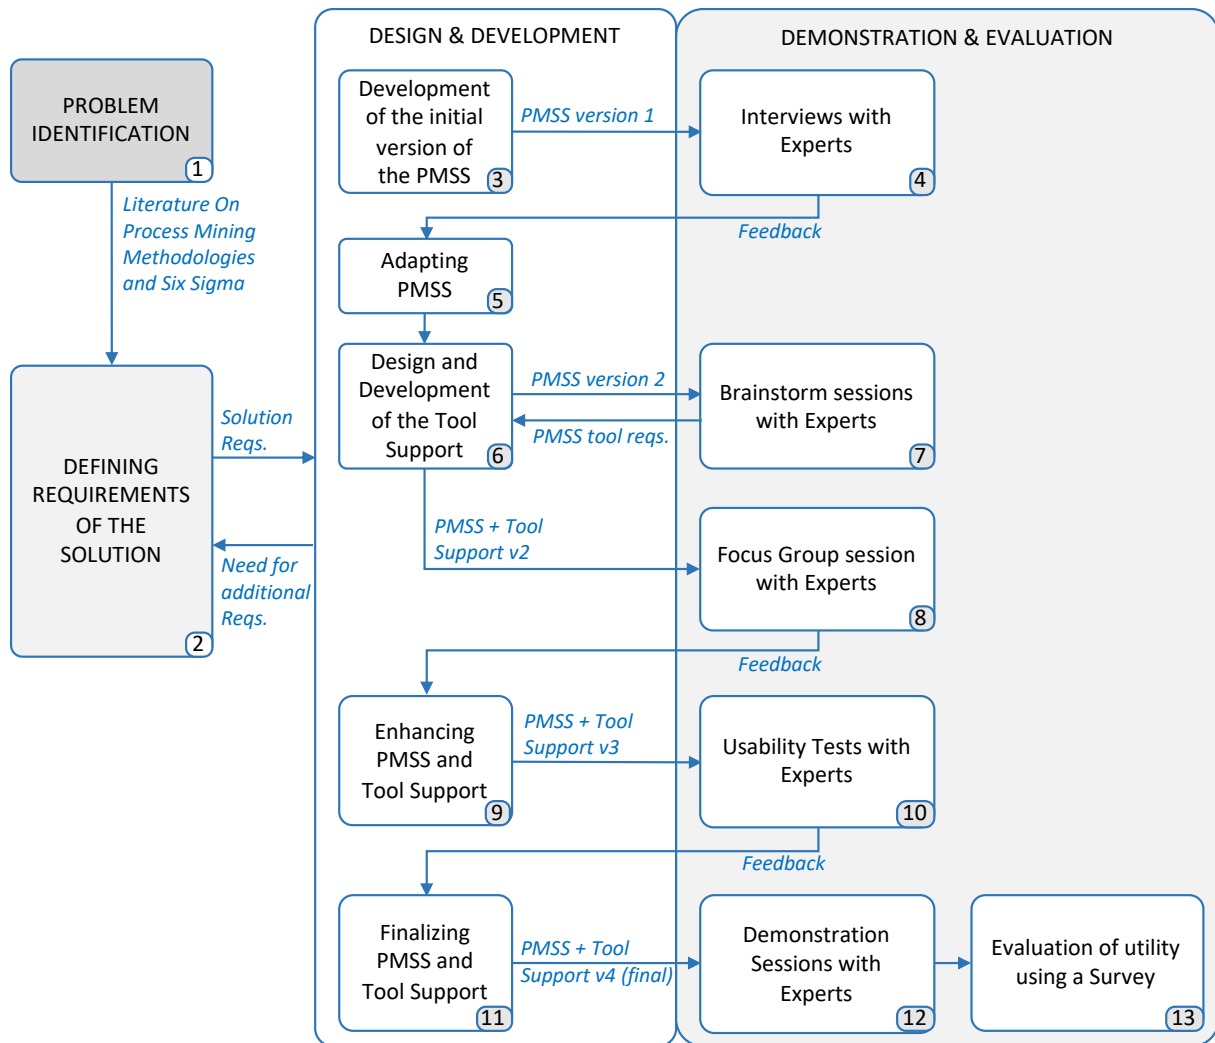 PROBLEM
IDENTIFICATION
1
Literature On
Process Mining
Methodologies
and Six Sigma
DEFINING
REQUIREMENTS
OF THE
SOLUTION
2
Solution
Reqs.
Need for
additional
Reqs.
DESIGN & DEVELOPMENT
DEMONSTRATION & EVALUATION
Development
of the initial
version of
the PMSS
3
PMSS version 1
Interviews with
Experts
4
Feedback
Adapting
PMSS
5
Design and
Development
of the Tool
Support
6
PMSS version 2
PMSS tool reqs.
Brainstorm sessions
with Experts
7
PMSS + Tool
Support v2
Focus Group session
with Experts
8
Feedback
Enhancing
PMSS and
Tool Support
9
PMSS + Tool
Support v3
Usability Tests with
Experts
10
Feedback
Finalizing
PMSS and
Tool Support
11
PMSS + Tool
Support v4 (final)
Demonstration
Sessions with
Experts
12
Evaluation of utility
using a Survey
13